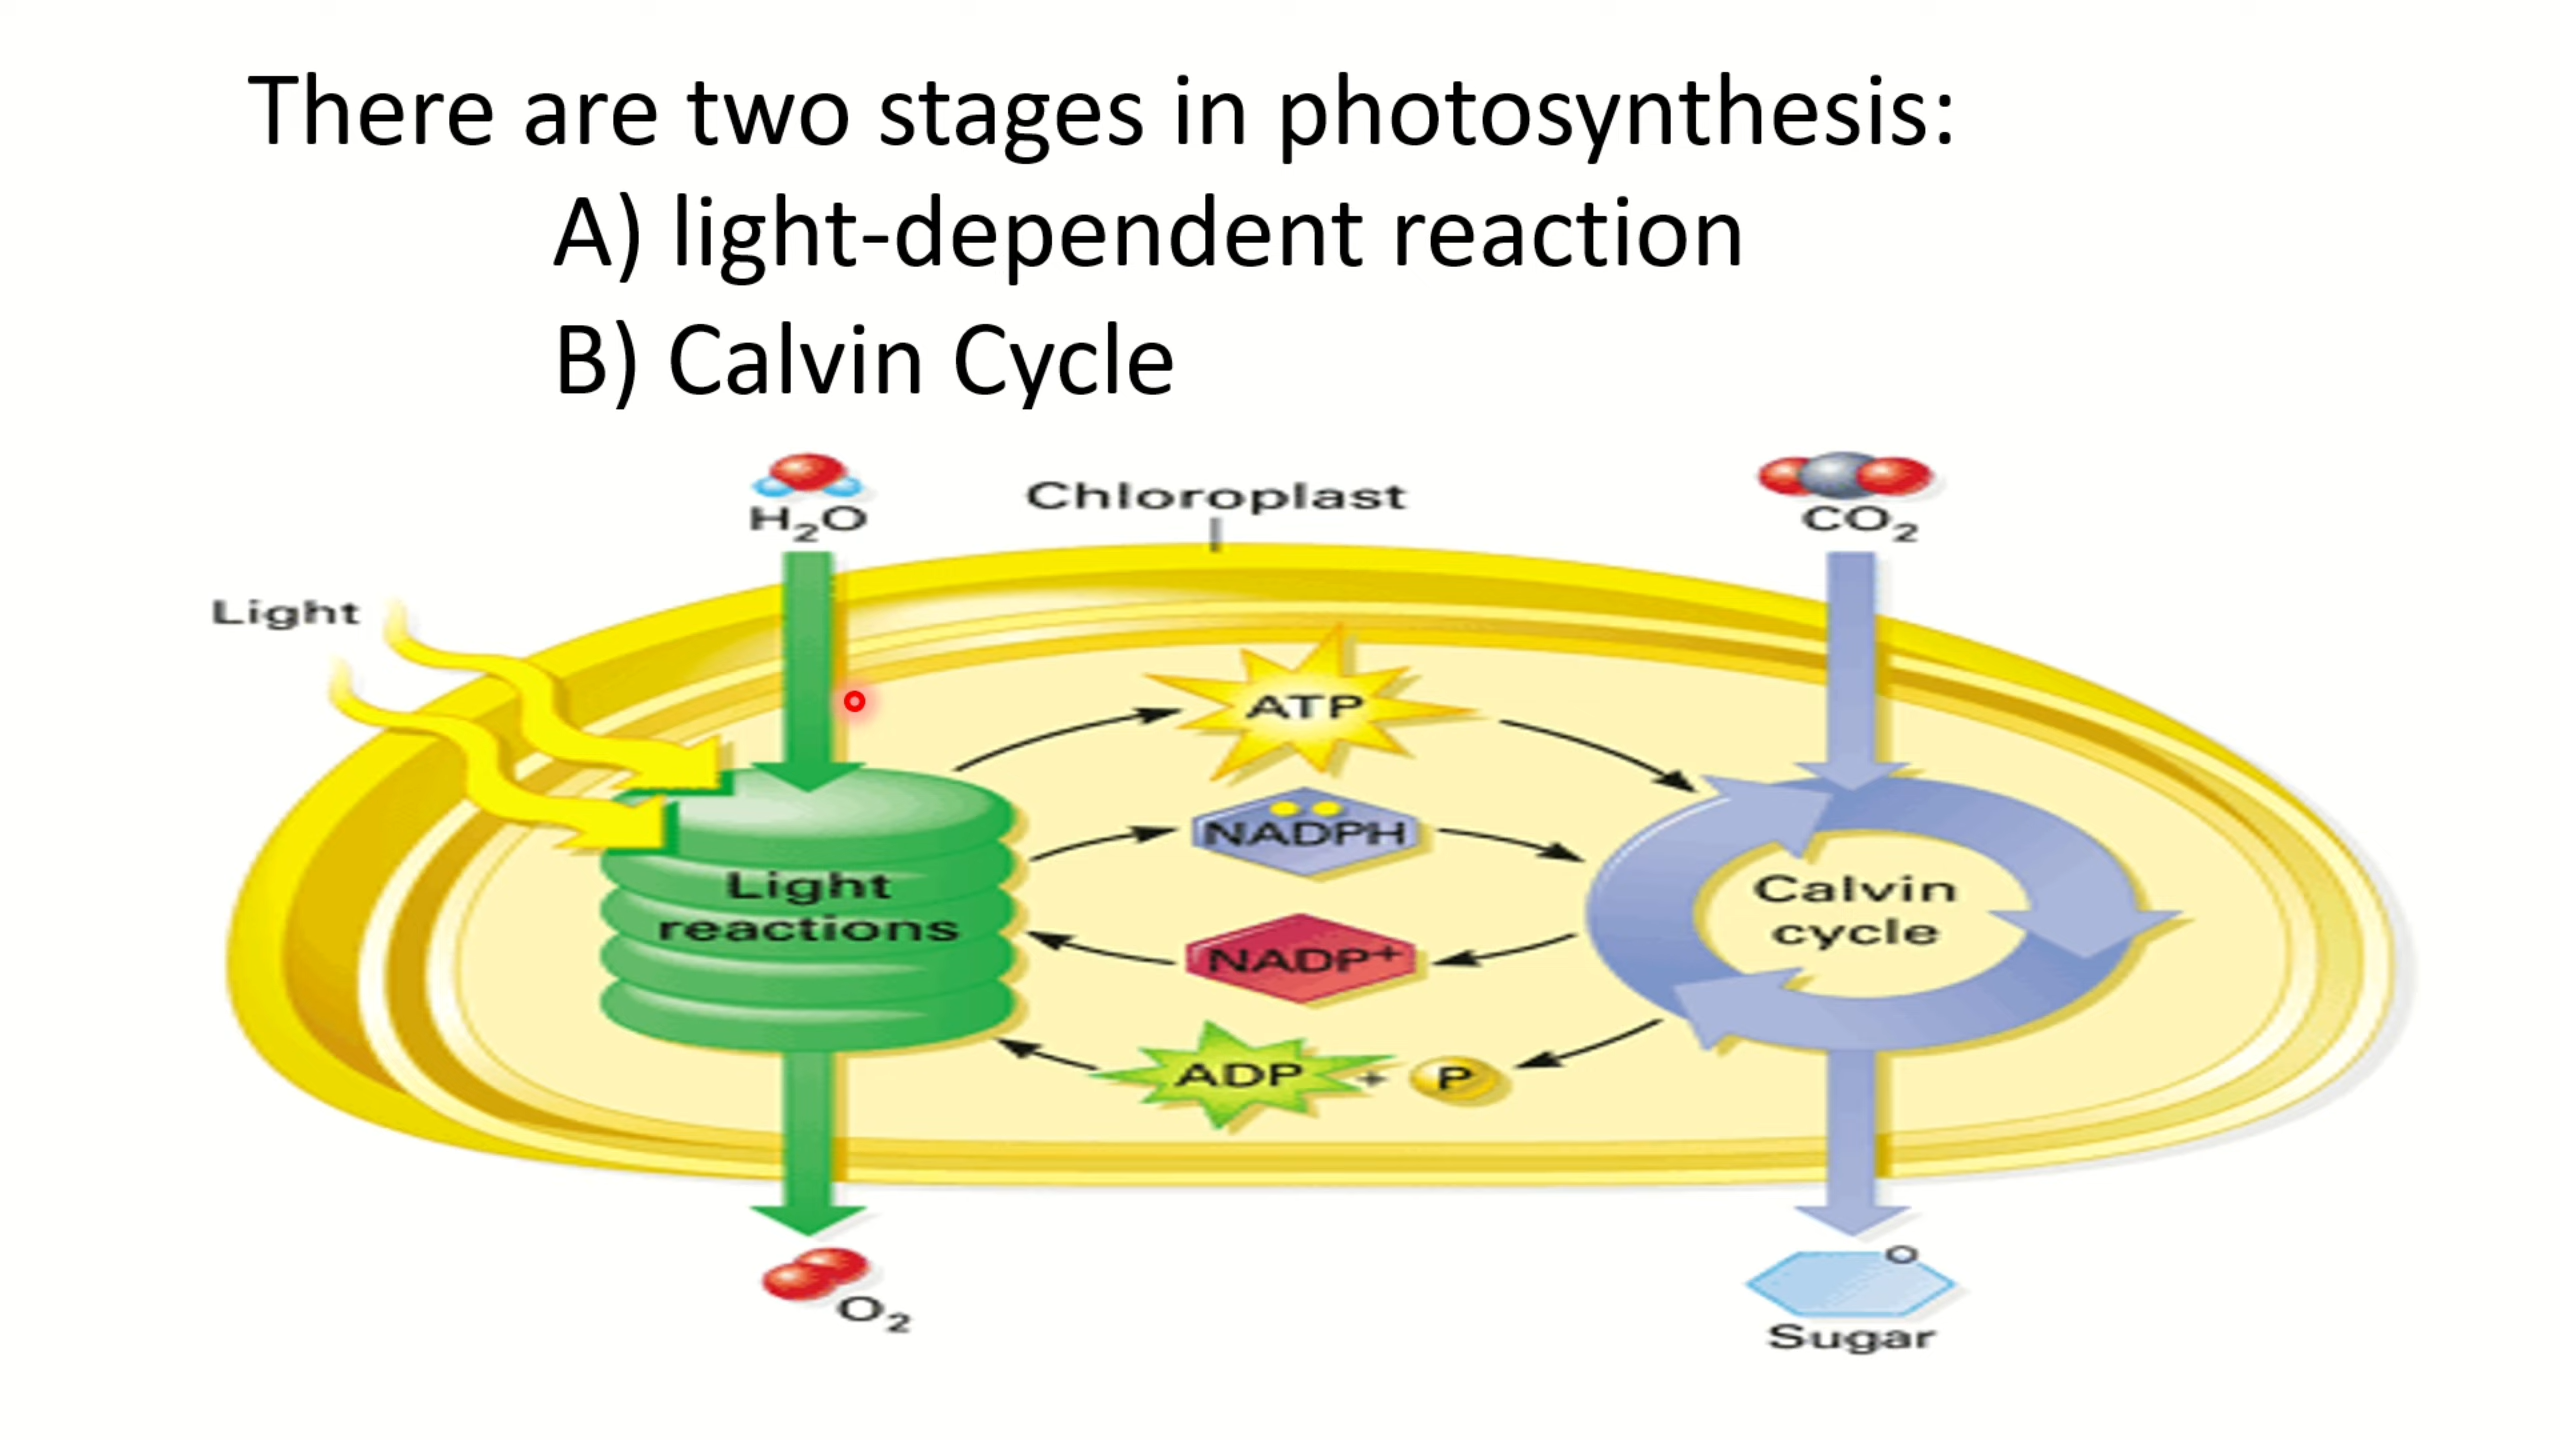 There are two stages in photosynthesis:
A) light-dependent reaction
B) Calvin Cycle
H₂O
Chloroplast
CO₂
Light
ATP
NADPH
Light
reactions
Calvin
cycle
NADP⁺
ADP + P
O₂
O
Sugar